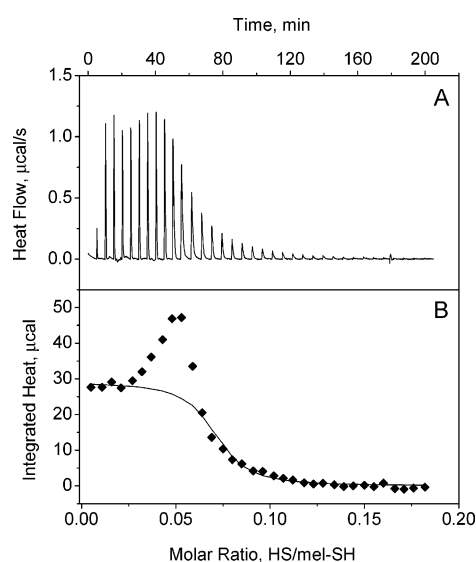 Time, min
0 40 80 120 160 200
A
1.5
1.0
0.5
0.0
Heat Flow, μcal/s
B
50
40
30
20
10
0
Integrated Heat, μcal
0.00 0.05 0.10 0.15 0.20
Molar Ratio, HS/mel-SH